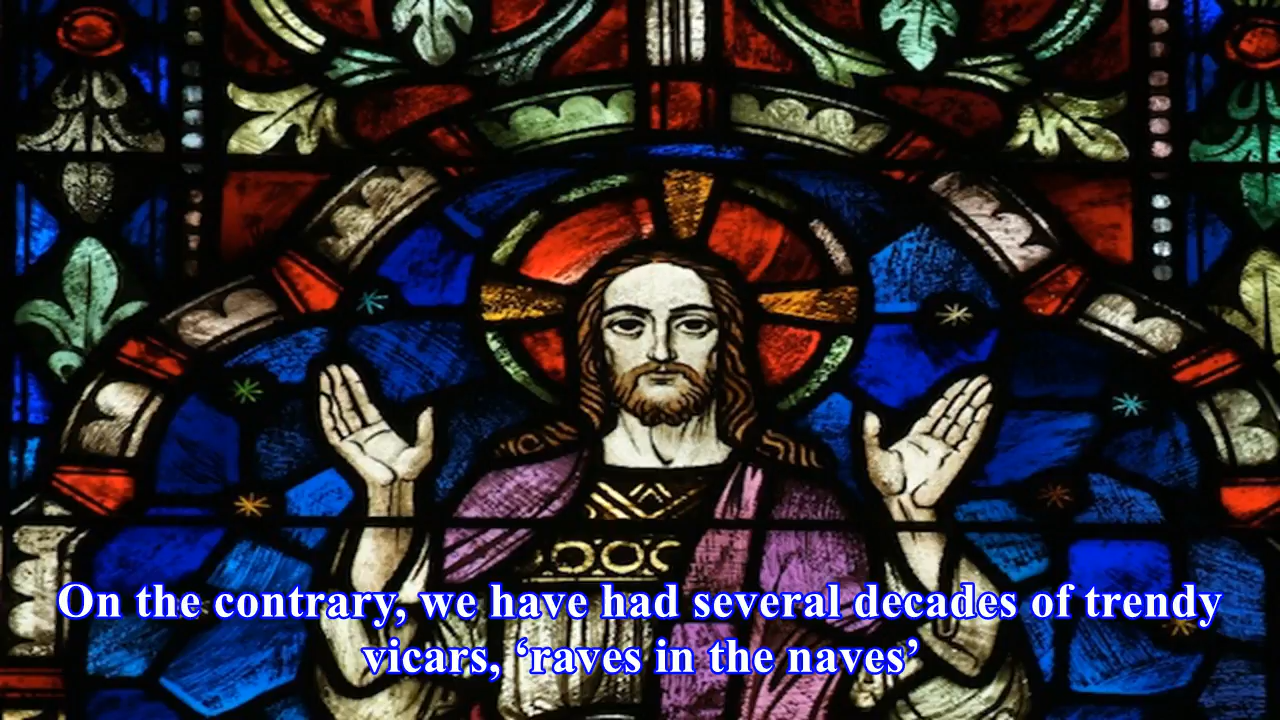 On the contrary, we have had several decades of trendy
vicars, ‘raves in the naves’